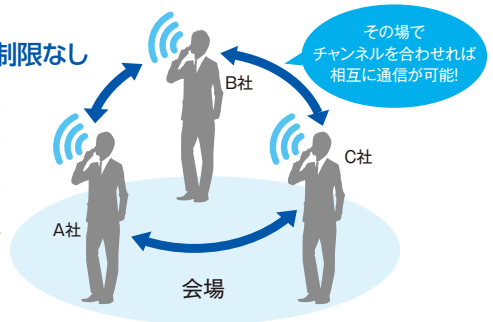 制限なし
その場で
チャンネルを合わせれば
相互に通信が可能!
B社
C社
A社
会場